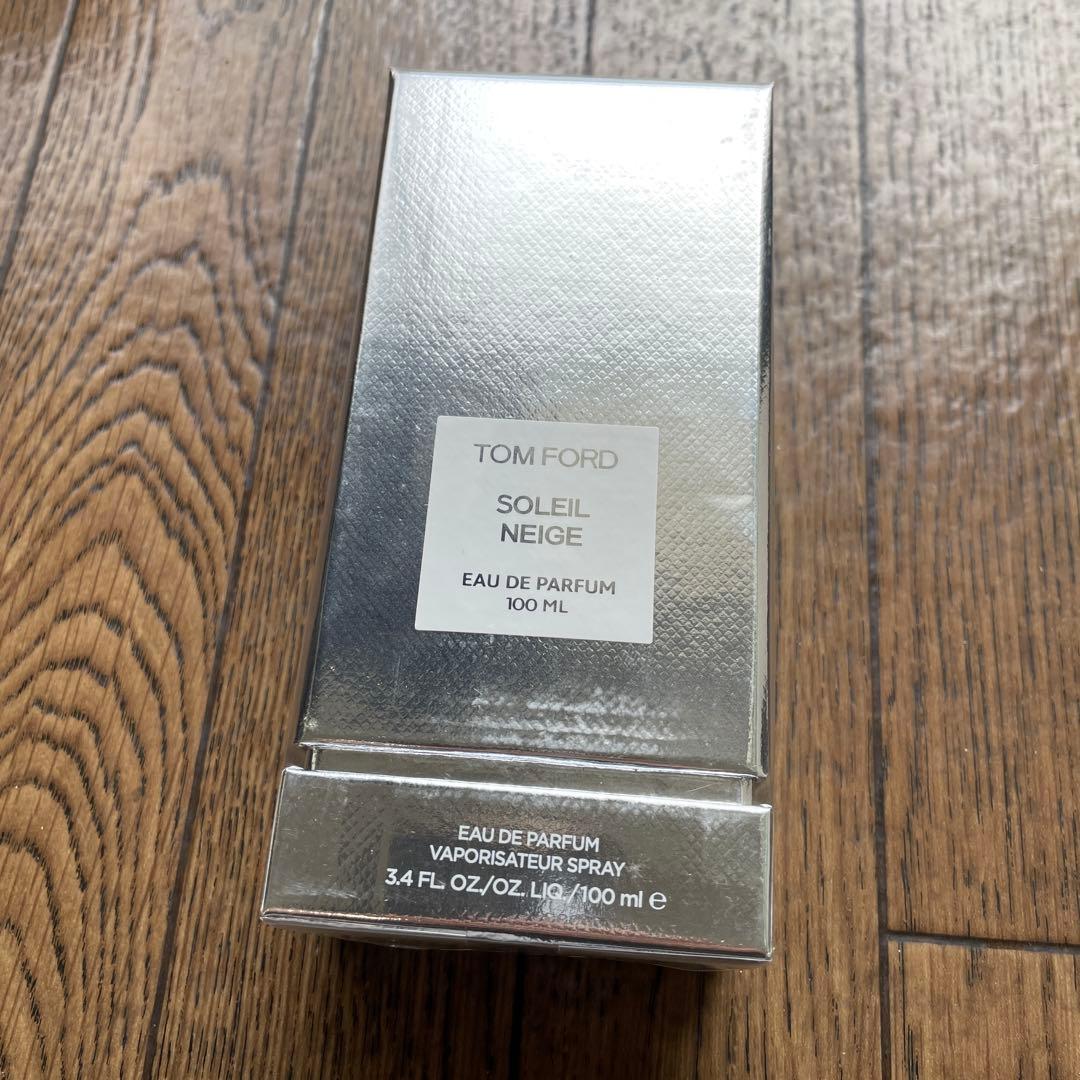 TOM FORD
SOLEIL
NEIGE
EAU DE PARFUM
100 ML
EAU DE PARFUM
VAPORISATEUR SPRAY
3.4 FL. OZ./OZ. LIQ./100 ml ℮